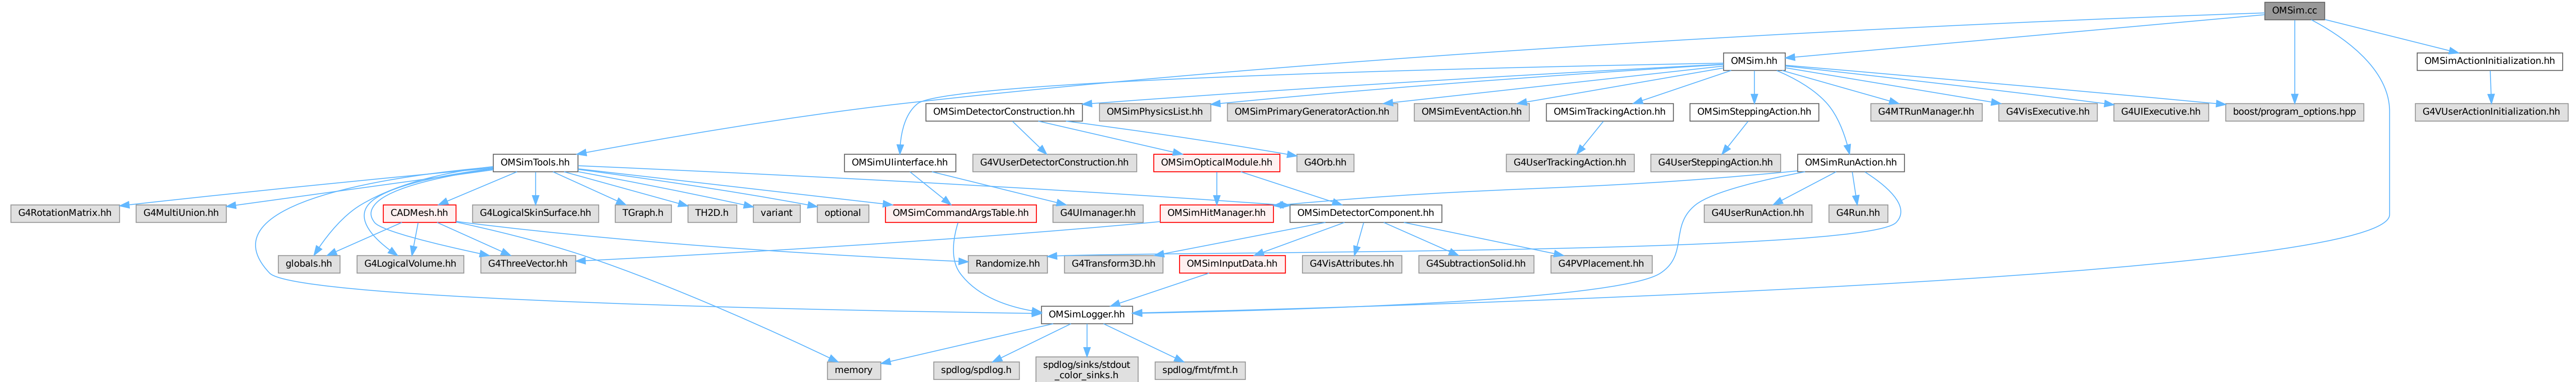 OMSim.cc
OMSim.hh
OMSimActionInitialization.hh
OMSimDetectorConstruction.hh
OMSimPhysicsList.hh
OMSimPrimaryGeneratorAction.hh
OMSimEventAction.hh
OMSimTrackingAction.hh
OMSimSteppingAction.hh
G4MTRunManager.hh
G4VisExecutive.hh
G4UIExecutive.hh
boost/program_options.hpp
G4VUserActionInitialization.hh
OMSimTools.hh
OMSimUIinterface.hh
G4VUserDetectorConstruction.hh
OMSimOpticalModule.hh
G4Orb.hh
G4UserTrackingAction.hh
G4UserSteppingAction.hh
OMSimRunAction.hh
G4RotationMatrix.hh
G4MultiUnion.hh
CADMesh.hh
G4LogicalSkinSurface.hh
TGraph.h
TH2D.h
variant
optional
OMSimCommandArgsTable.hh
G4UImanager.hh
OMSimHitManager.hh
OMSimDetectorComponent.hh
G4UserRunAction.hh
G4Run.hh
globals.hh
G4LogicalVolume.hh
G4ThreeVector.hh
Randomize.hh
G4Transform3D.hh
OMSimInputData.hh
G4VisAttributes.hh
G4SubtractionSolid.hh
G4PVPlacement.hh
OMSimLogger.hh
memory
spdlog/spdlog.h
spdlog/sinks/stdout
_color_sinks.h
spdlog/fmt/fmt.h